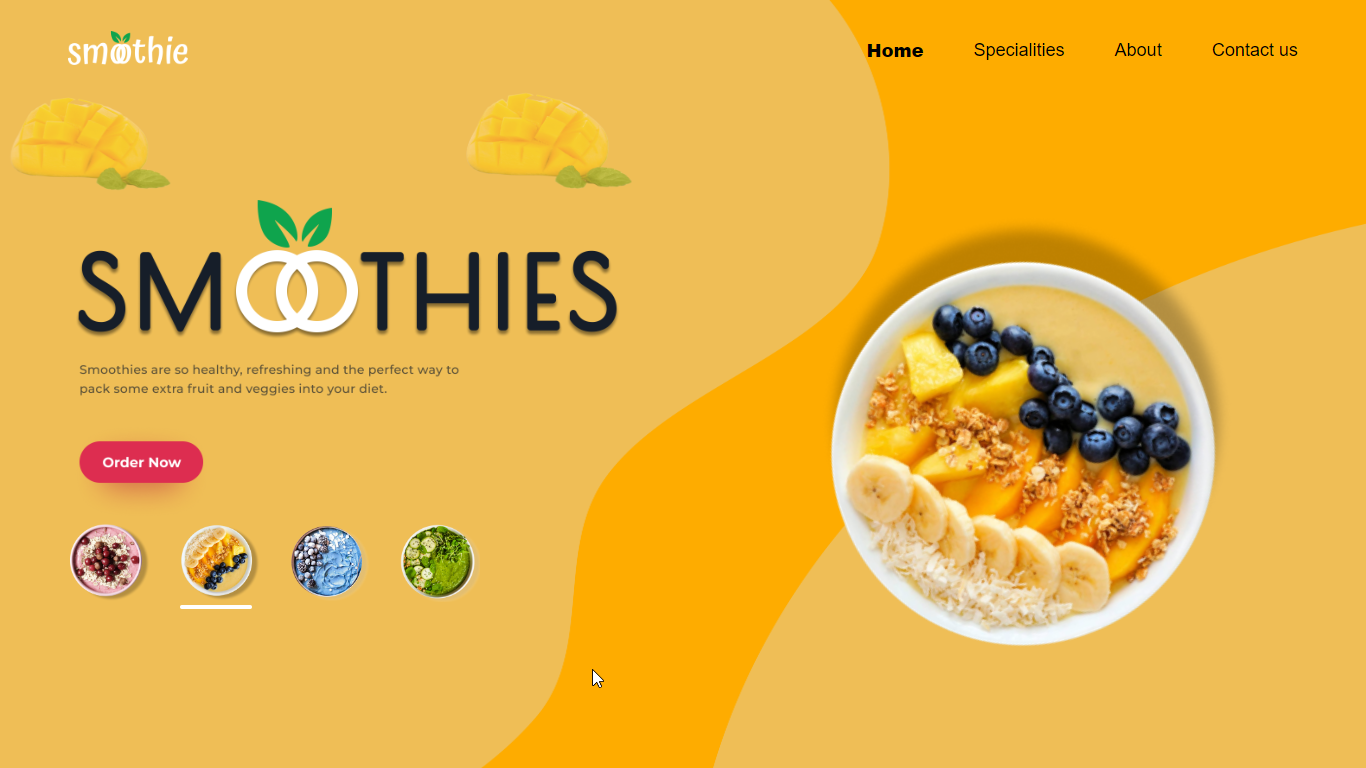 smoothie
Home
Specialities
About
Contact us
SMOOTHIES
Smoothies are so healthy, refreshing and the perfect way to
pack some extra fruit and veggies into your diet.
Order Now